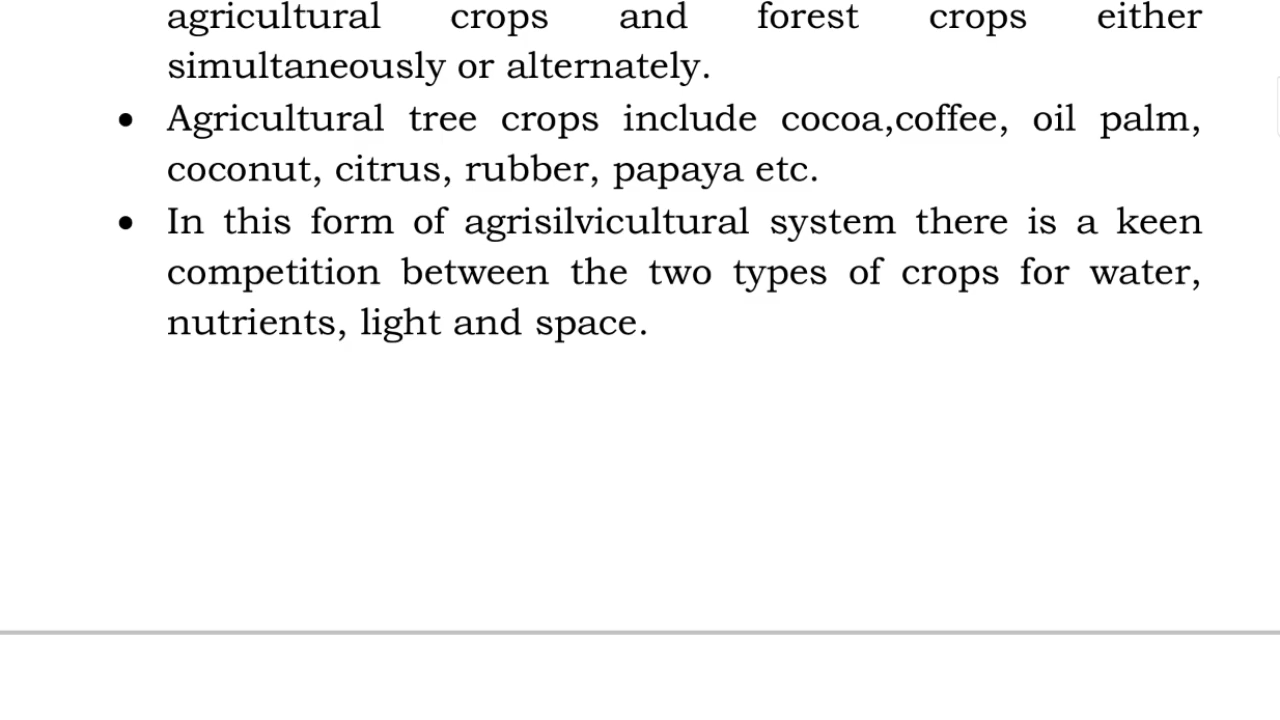 agricultural crops and forest crops either
simultaneously or alternately.
• Agricultural tree crops include cocoa,coffee, oil palm,
coconut, citrus, rubber, papaya etc.
• In this form of agrisilvicultural system there is a keen
competition between the two types of crops for water,
nutrients, light and space.